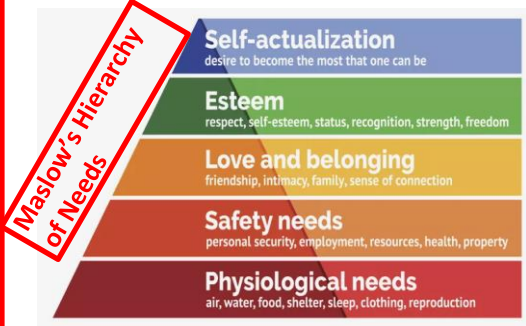 Maslow's Hierarchy
of Needs
Self-actualization
desire to become the most that one can be
Esteem
respect, self-esteem, status, recognition, strength, freedom
Love and belonging
friendship, intimacy, family, sense of connection
Safety needs
personal security, employment, resources, health, property
Physiological needs
air, water, food, shelter, sleep, clothing, reproduction